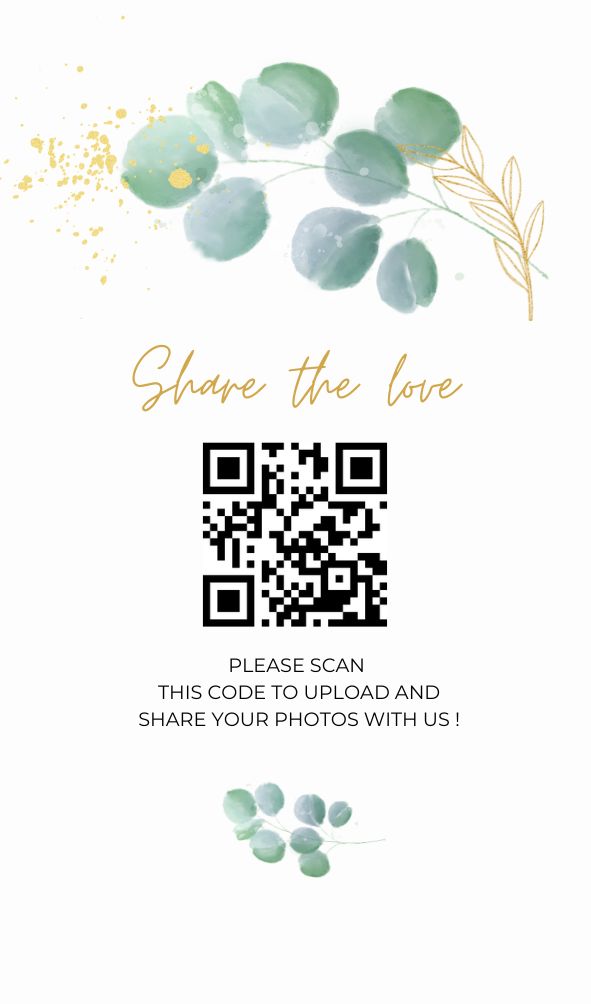 Share the love
PLEASE SCAN
THIS CODE TO UPLOAD AND
SHARE YOUR PHOTOS WITH US !